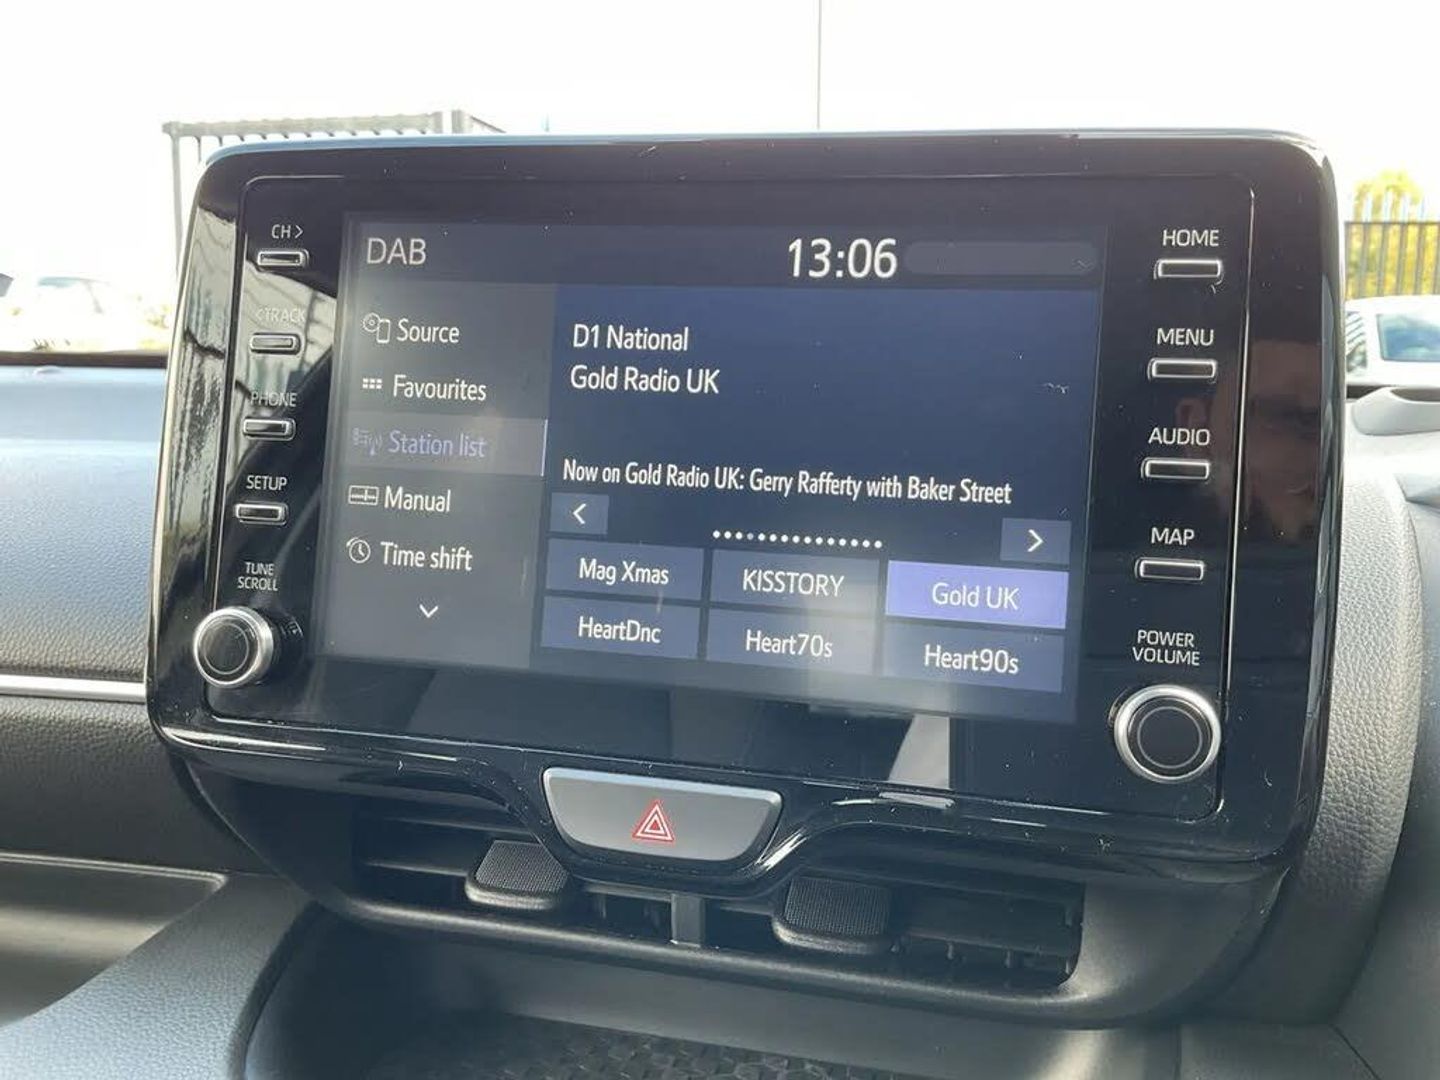 CH >
DAB
13:06
HOME
Source
D1 National
MENU
Gold Radio UK
Favourites
PHONE
Station list
AUDIO
Now on Gold Radio UK: Gerry Rafferty with Baker Street
SETUP
Manual
<
>
MAP
Time shift
Mag Xmas
KISSTORY
Gold UK
TUNE
SCROLL
HeartDnc
Heart70s
Heart90s
POWER
VOLUME